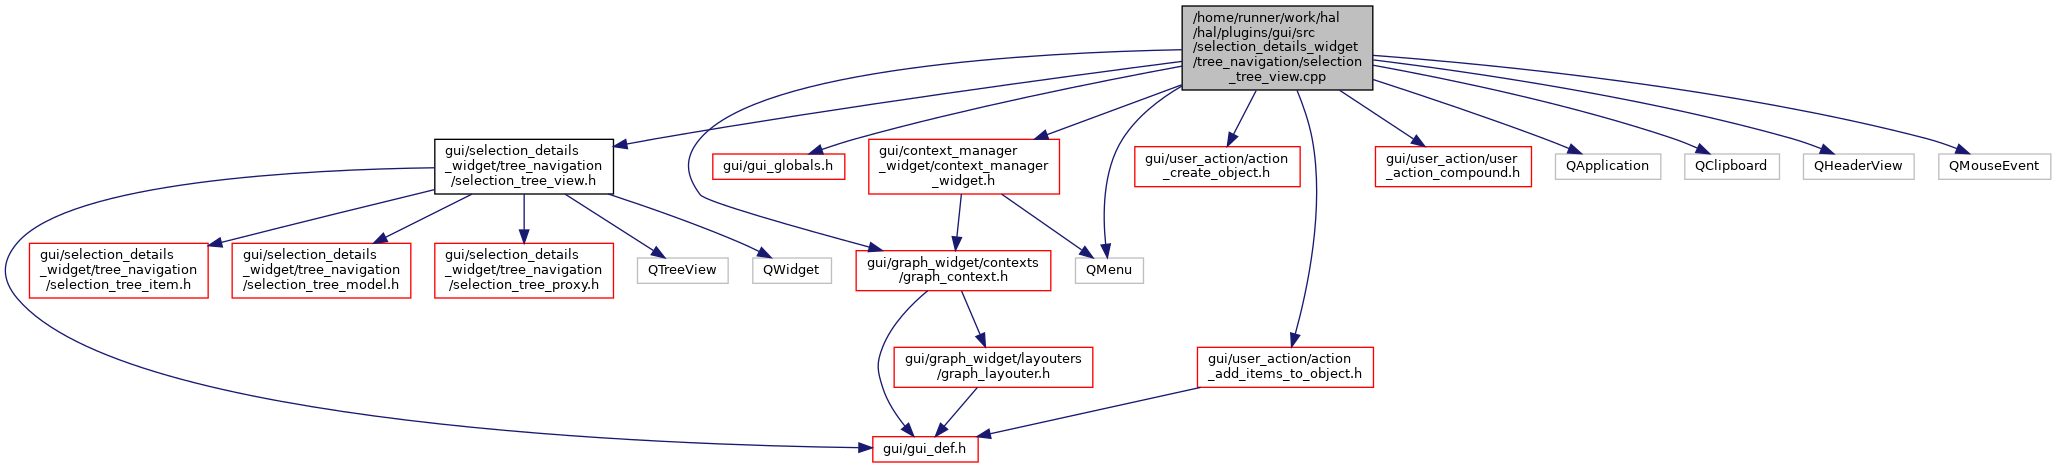 /home/runner/work/hal
/hal/plugins/gui/src
/selection_details_widget
/tree_navigation/selection
_tree_view.cpp
gui/selection_details
_widget/tree_navigation
/selection_tree_view.h
gui/gui_globals.h
gui/context_manager
_widget/context_manager
_widget.h
gui/user_action/action
_create_object.h
gui/user_action/user
_action_compound.h
QApplication
QClipboard
QHeaderView
QMouseEvent
gui/selection_details
_widget/tree_navigation
/selection_tree_item.h
gui/selection_details
_widget/tree_navigation
/selection_tree_model.h
gui/selection_details
_widget/tree_navigation
/selection_tree_proxy.h
QTreeView
QWidget
gui/graph_widget/contexts
/graph_context.h
QMenu
gui/graph_widget/layouters
/graph_layouter.h
gui/user_action/action
_add_items_to_object.h
gui/gui_def.h